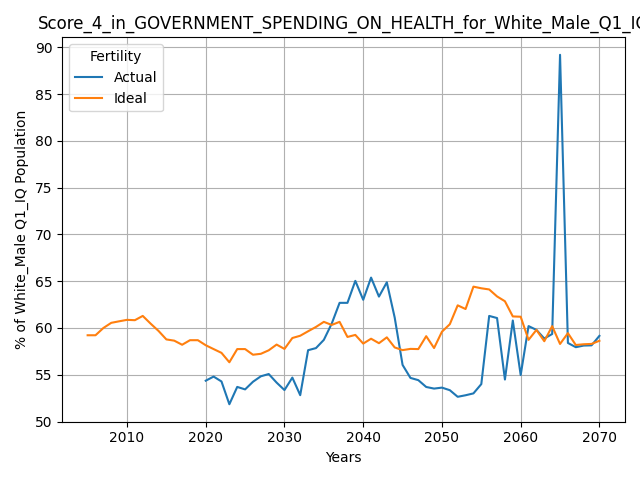 Score_4_in_GOVERNMENT_SPENDING_ON_HEALTH_for_White_Male_Q1_IQ
Fertility
Actual
Ideal
% of White_Male Q1_IQ Population
90
85
80
75
70
65
60
55
50
2010 2020 2030 2040 2050 2060 2070
Years